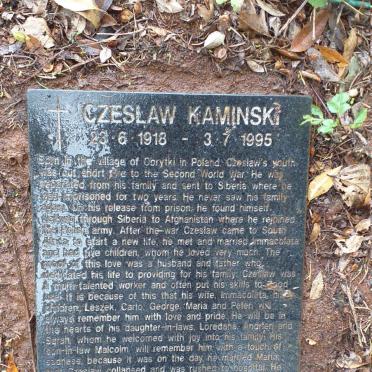 CZESLAW KAMINSKI
23.6.1918 - 3.7.1995
Born in the village of Obrytki in Poland. Czeslaw's youth
was cut short due to the Second World War. He was
separated from his family and sent to Siberia where he
was imprisoned for two years. He never saw his family
again. On his release from prison, he found himself
through Siberia to Afghanistan where he rejoined
the Polish army. After the war Czeslaw came to South
Africa to start a new life, he met and married Immacolata
and had five children, whom he loved very much. The
of this love was a husband and father who
dedicated his life to providing for his family. Czeslaw was
a multi-talented worker and often put his skills to good
use. It is because of this that his wife, Immacolata, his
children, Leszek, Carlo, George, Maria and Peter will
always remember him with love and pride. He will be in
the hearts of his daughter-in-laws, Loredana, and
Sarah, whom he welcomed with joy into his family. His
son-in-law Malcolm, will remember him with a touch of
sadness, because it was on the day he married Maria,
Czeslaw collapsed and was rushed to hospital. He